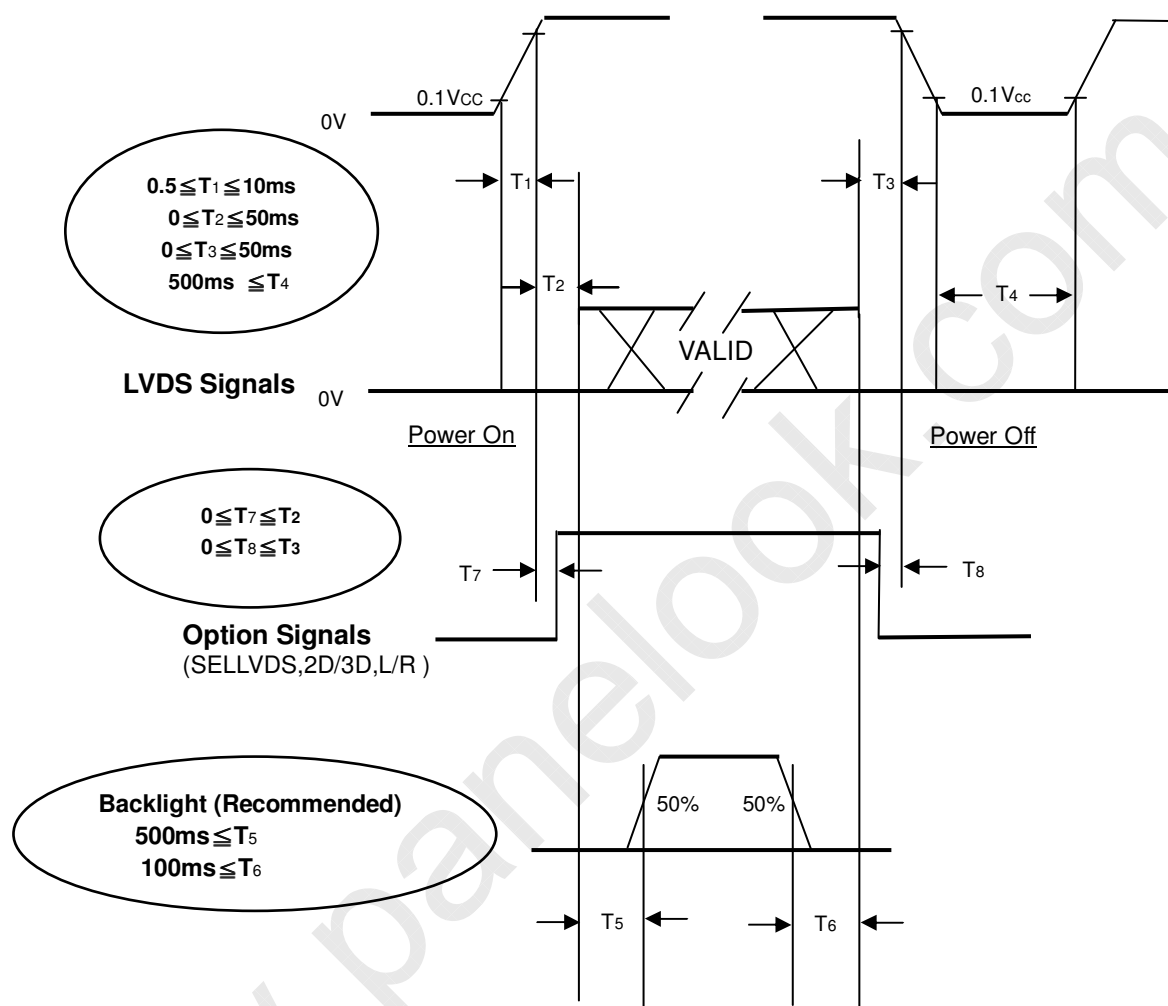 0.1VCC
0.1Vcc
0V
0.5≦T1≦10ms
0≦T2≦50ms
0≦T3≦50ms
500ms ≦T4
T1
T3
T2
T4
VALID
LVDS Signals
0V
Power On
Power Off
0≦T7≦T2
0≦T8≦T3
T7
T8
Option Signals
(SELLVDS,2D/3D,L/R )
Backlight (Recommended)
500ms≦T5
100ms≦T6
50%
50%
T5
T6
panelook.com